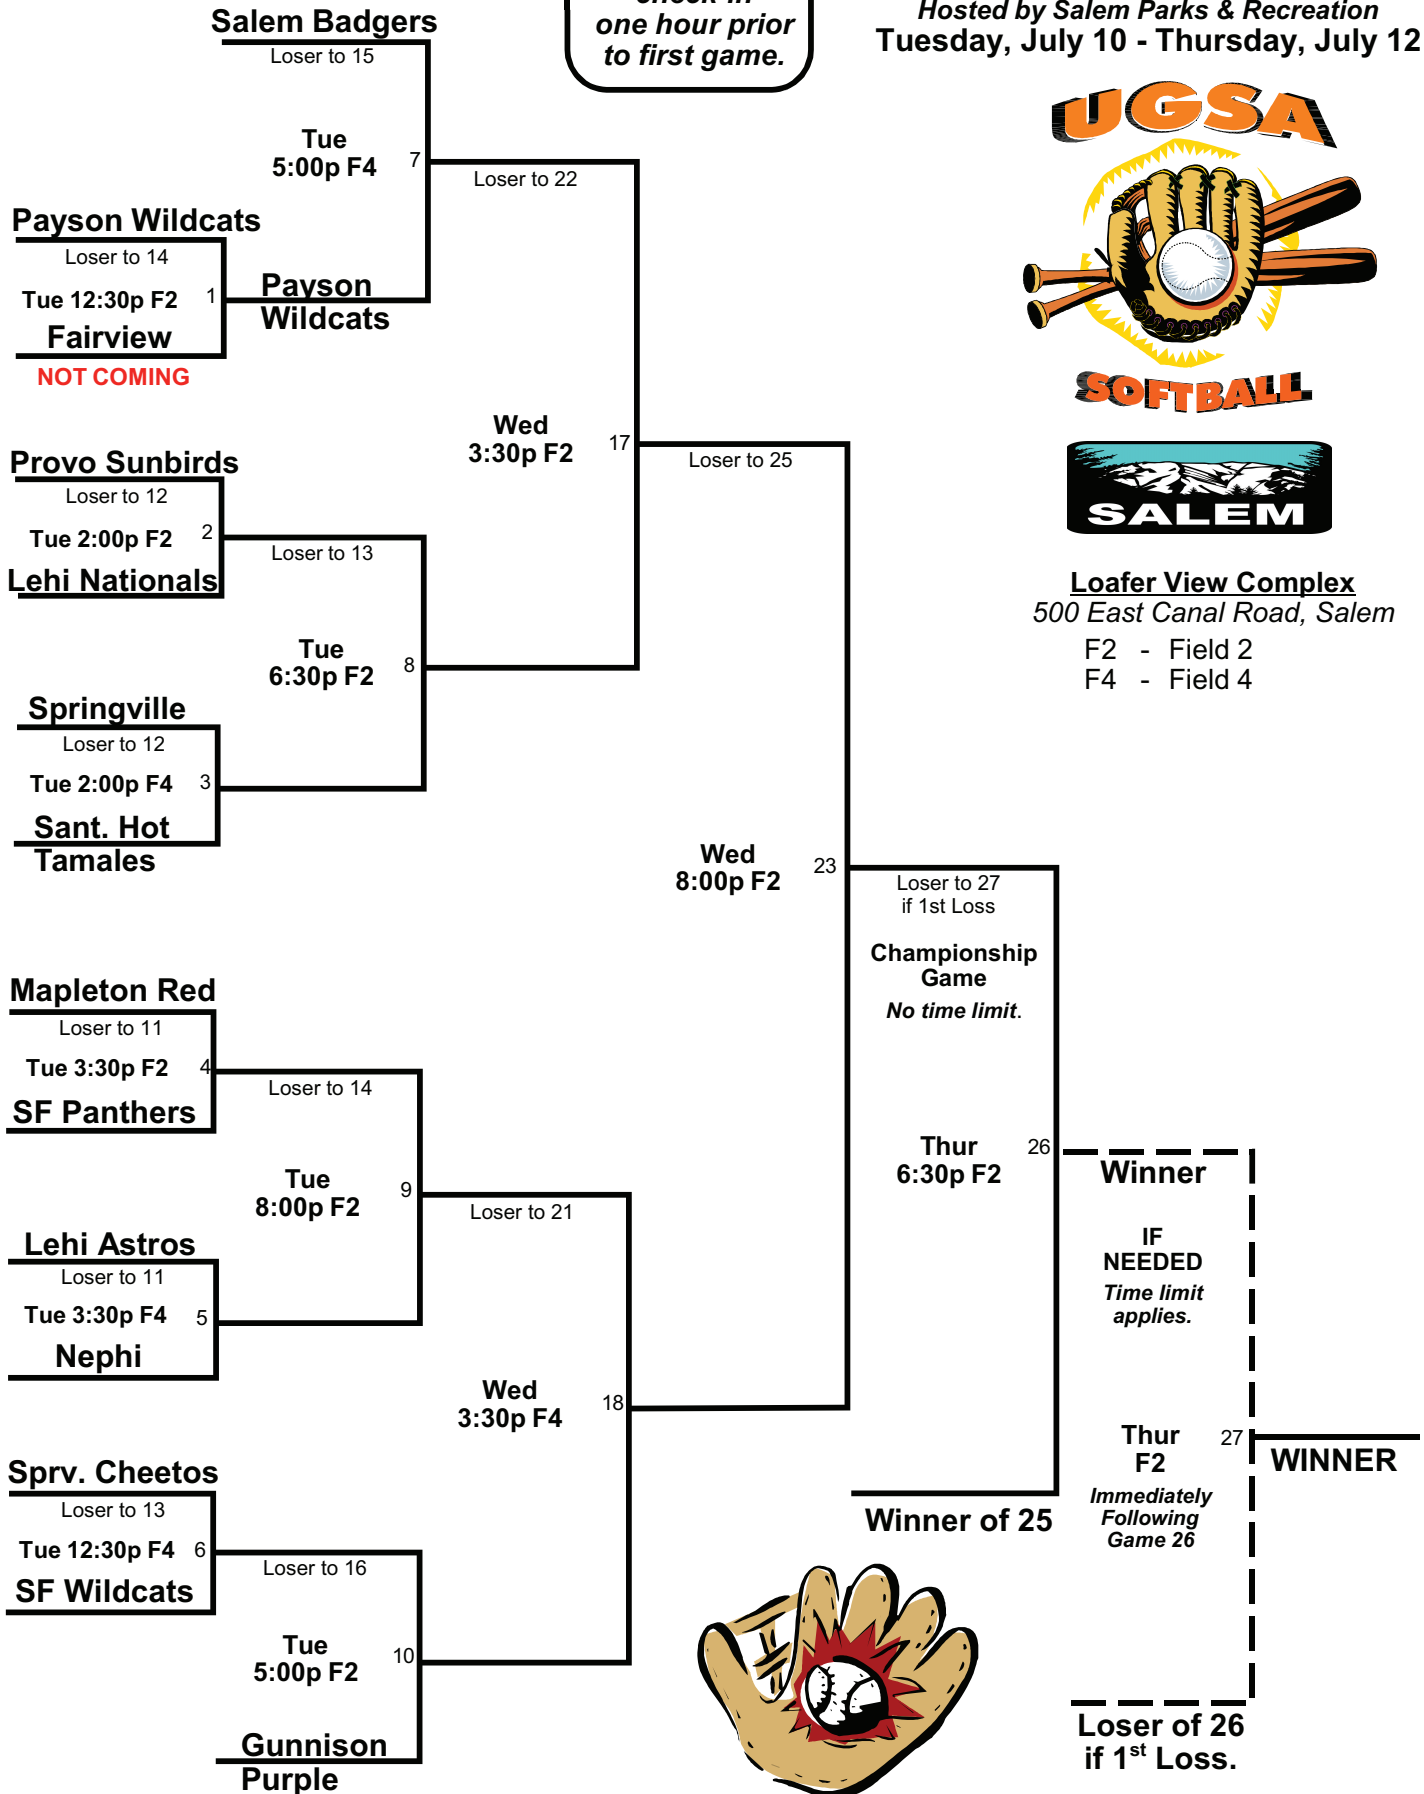 Salem Badgers
Loser to 15
check-in
one hour prior
to first game.
Hosted by Salem Parks & Recreation
Tuesday, July 10 - Thursday, July 12
UGSA
SOFTBALL
SALEM
Loafer View Complex
500 East Canal Road, Salem
F2 - Field 2
F4 - Field 4
Tue
5:00p F4
7
Loser to 22
Payson Wildcats
Loser to 14
Tue 12:30p F2
1
Fairview
NOT COMING
Payson
Wildcats
Wed
3:30p F2
17
Loser to 25
Provo Sunbirds
Loser to 12
Tue 2:00p F2
2
Lehi Nationals
Loser to 13
Tue
6:30p F2
8
Springville
Loser to 12
Tue 2:00p F4
3
Sant. Hot
Tamales
Wed
8:00p F2
23
Loser to 27
if 1st Loss
Championship
Game
No time limit.
Mapleton Red
Loser to 11
Tue 3:30p F2
4
SF Panthers
Loser to 14
Tue
8:00p F2
9
Loser to 21
Thur
6:30p F2
26
Winner
IF
NEEDED
Time limit
applies.
Lehi Astros
Loser to 11
Tue 3:30p F4
5
Nephi
Wed
3:30p F4
18
Thur
F2
27
Immediately
Following
Game 26
WINNER
Sprv. Cheetos
Loser to 13
Tue 12:30p F4
6
SF Wildcats
Loser to 16
Winner of 25
Tue
5:00p F2
10
Gunnison
Purple
Loser of 26
if 1st Loss.